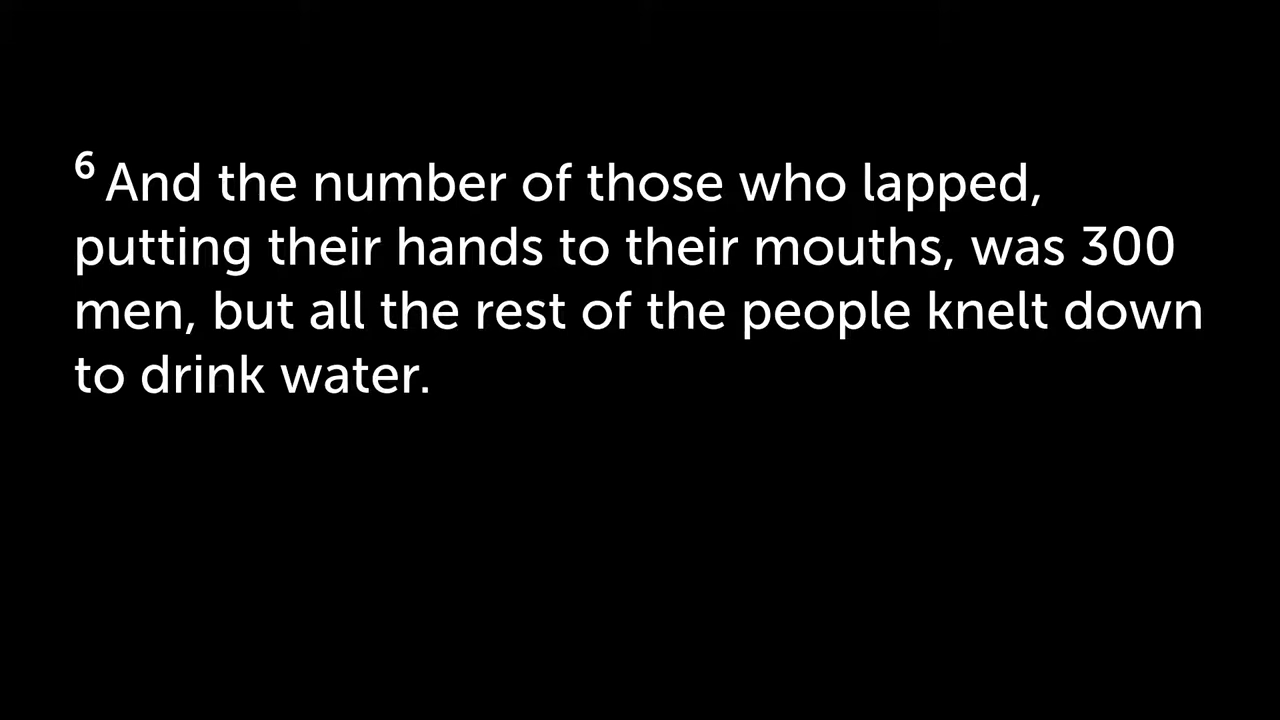 6 And the number of those who lapped,
putting their hands to their mouths, was 300
men, but all the rest of the people knelt down
to drink water.